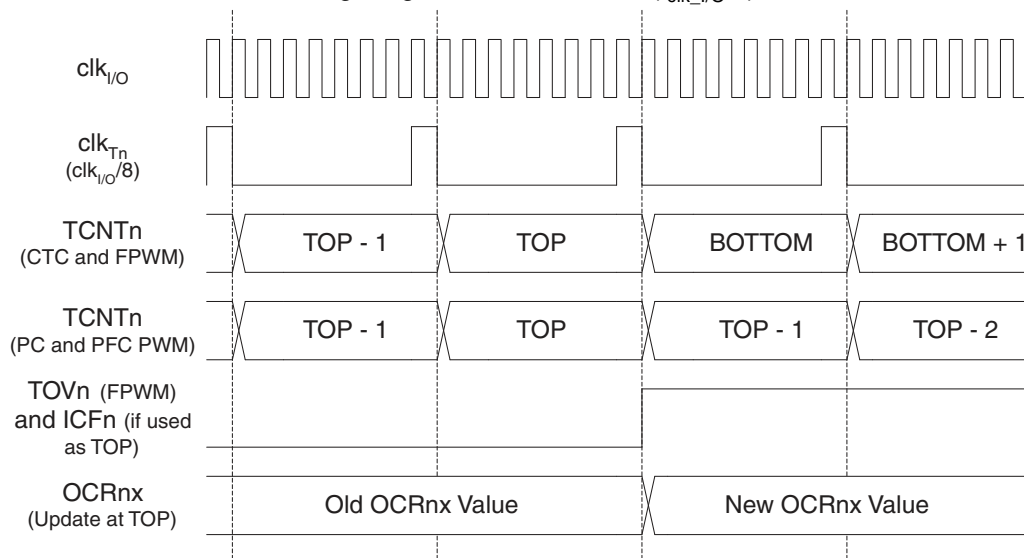 clk_I/O
clkI/O
clkTn
(clkI/O/8)
TCNTn
(CTC and FPWM)
TOP - 1
TOP
BOTTOM
BOTTOM + 1
TCNTn
(PC and PFC PWM)
TOP - 1
TOP
TOP - 1
TOP - 2
TOVn (FPWM)
and ICFn (if used
as TOP)
OCRnx
(Update at TOP)
Old OCRnx Value
New OCRnx Value